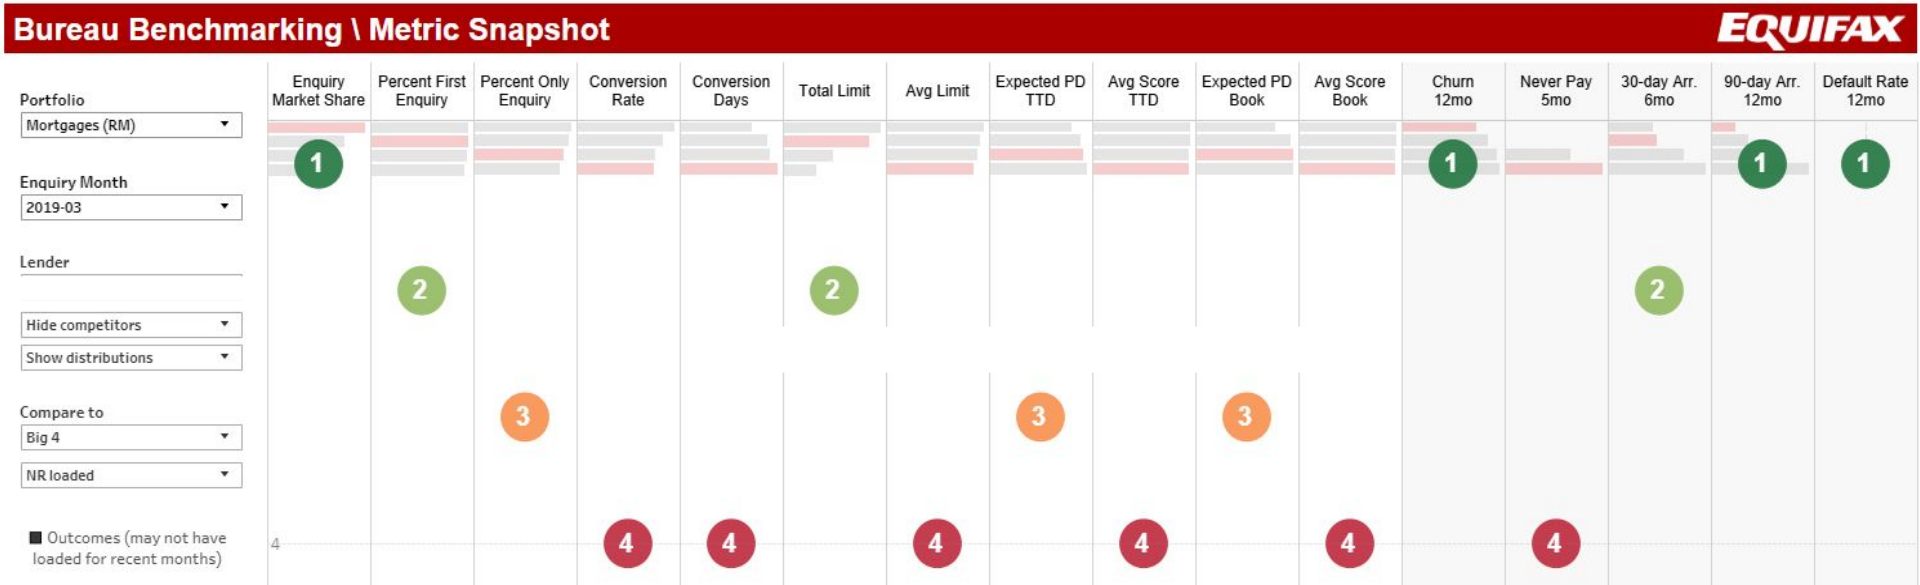 Bureau Benchmarking \ Metric Snapshot
EQUIFAX
Portfolio
Mortgages (RM)
Enquiry Month
2019-03
Lender
Hide competitors
Show distributions
Compare to
Big 4
NR loaded
Outcomes (may not have
loaded for recent months)
Enquiry
Market Share
Percent First
Enquiry
Percent Only
Enquiry
Conversion
Rate
Conversion
Days
Total Limit
Avg Limit
Expected PD
TTD
Avg Score
TTD
Expected PD
Book
Avg Score
Book
Churn
12mo
Never Pay
5mo
30-day Arr.
6mo
90-day Arr.
12mo
Default Rate
12mo
1 1 1 1
2 2 2
3 3 3
4 4 4 4 4 4 4